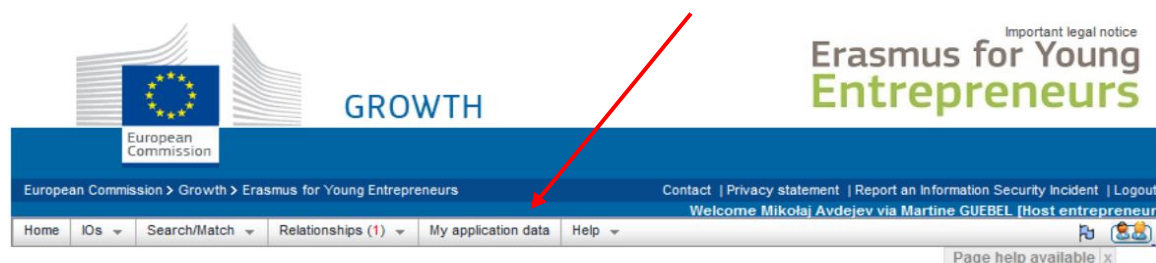 Important legal notice
Erasmus for Young
Entrepreneurs
GROWTH
European
Commission
European Commission > Growth > Erasmus for Young Entrepreneurs
Contact | Privacy statement | Report an Information Security Incident | Logout
Welcome Mikołaj Avdejev via Martine GUEBEL [Host entrepreneur
Home IOs Search/Match Relationships (1) My application data Help
Page help available x